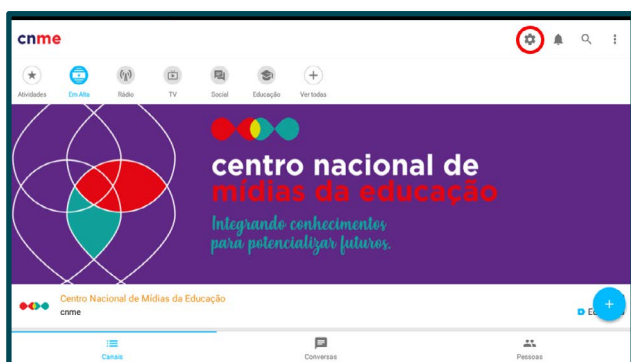 cnme
Atividades
Em Alta
Rádio
TV
Social
Educação
Ver todas
centro nacional de
mídias da educação
Integrando conhecimentos
para potencializar futuros.
Centro Nacional de Mídias da Educação
cnme
Canais
Conversas
Pessoas